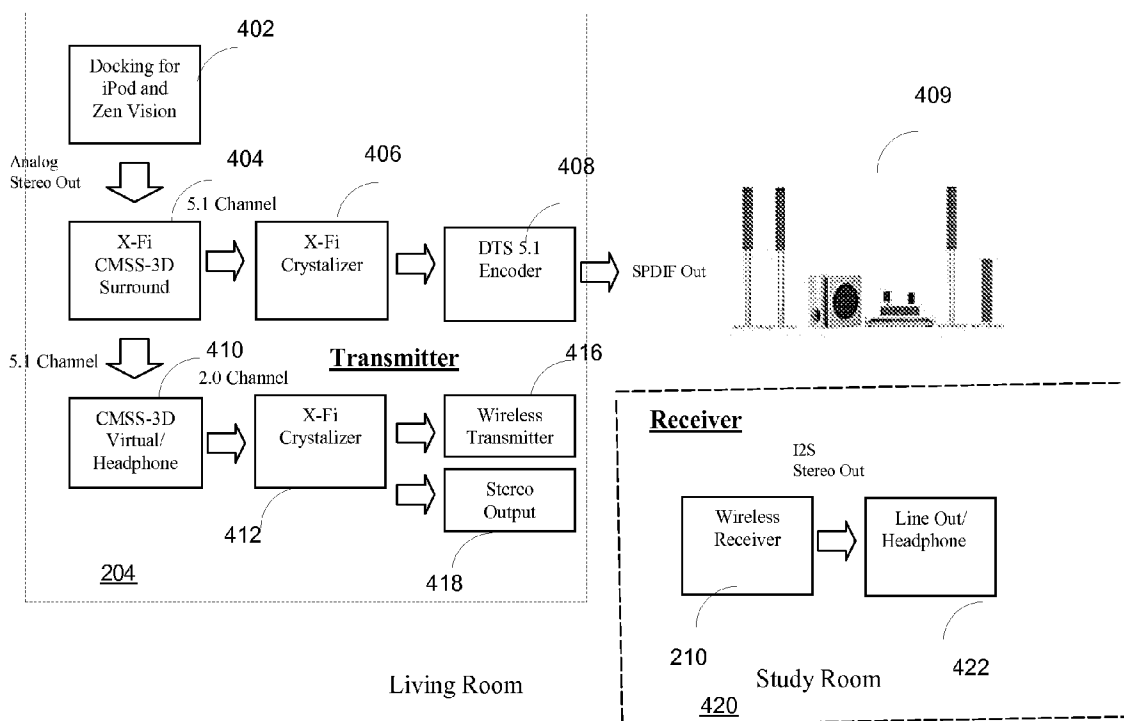 402
Docking for
iPod and
Zen Vision
409
Analog
Stereo Out
404
406
408
5.1 Channel
X-Fi
CMSS-3D
Surround
X-Fi
Crystalizer
DTS 5.1
Encoder
SPDIF Out
5.1 Channel
410
2.0 Channel
Transmitter
416
CMSS-3D
Virtual/
Headphone
X-Fi
Crystalizer
Wireless
Transmitter
Stereo
Output
412
418
204
Living Room
Receiver
I2S
Stereo Out
Wireless
Receiver
Line Out/
Headphone
210
422
Study Room
420